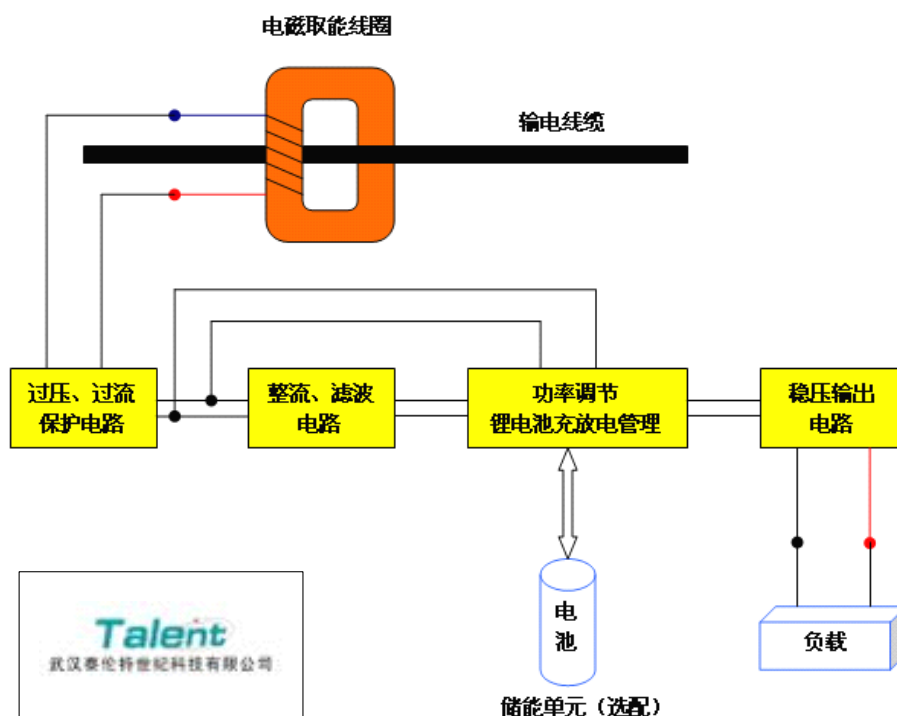 电磁取能线圈
输电线缆
过压、过流
保护电路
整流、滤波
电路
功率调节
锂电池充放电管理
稳压输出
电路
电
池
储能单元（选配）
负载
Talent
武汉泰伦特世纪科技有限公司